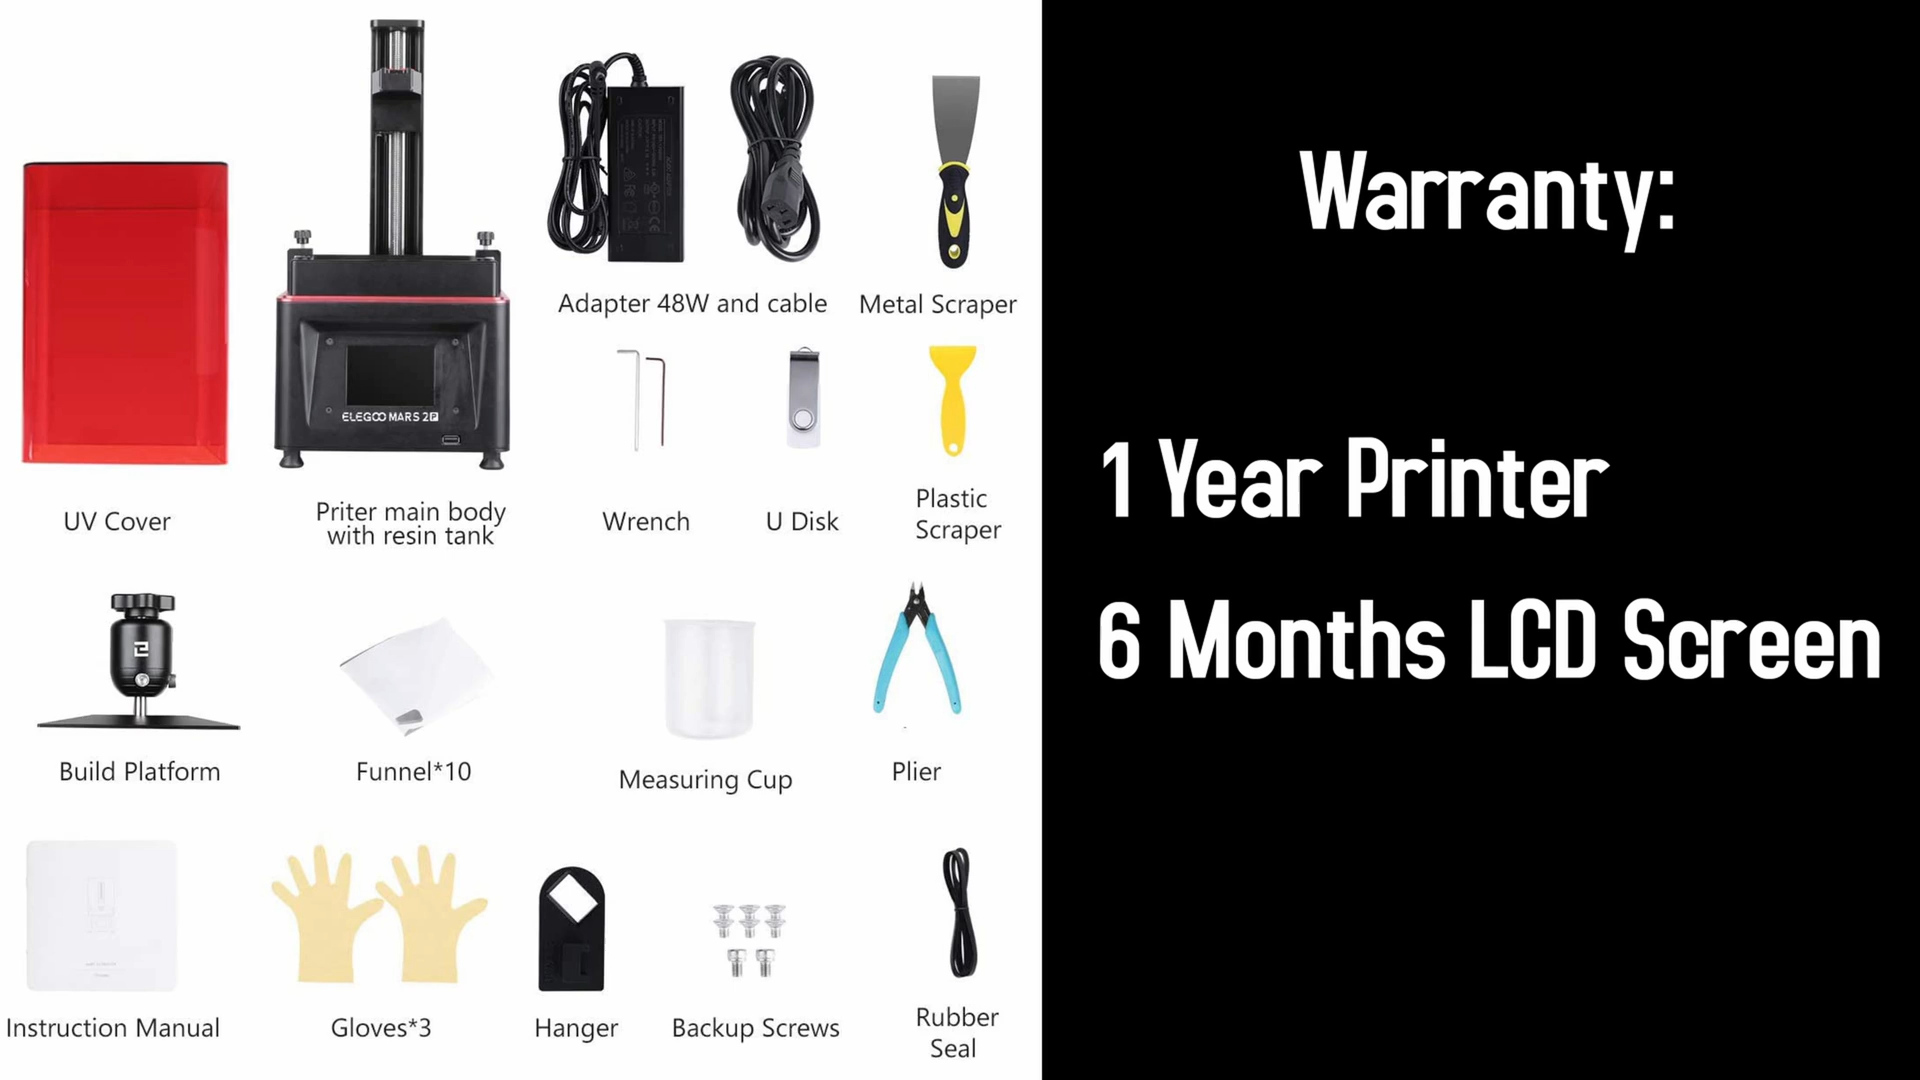 Warranty:
1 Year Printer
6 Months LCD Screen
Adapter 48W and cable
Metal Scraper
ELEGOO MARS 2P
UV Cover
Priter main body
with resin tank
Wrench
U Disk
Plastic
Scraper
Build Platform
Funnel*10
Measuring Cup
Plier
Instruction Manual
Gloves*3
Hanger
Backup Screws
Rubber
Seal